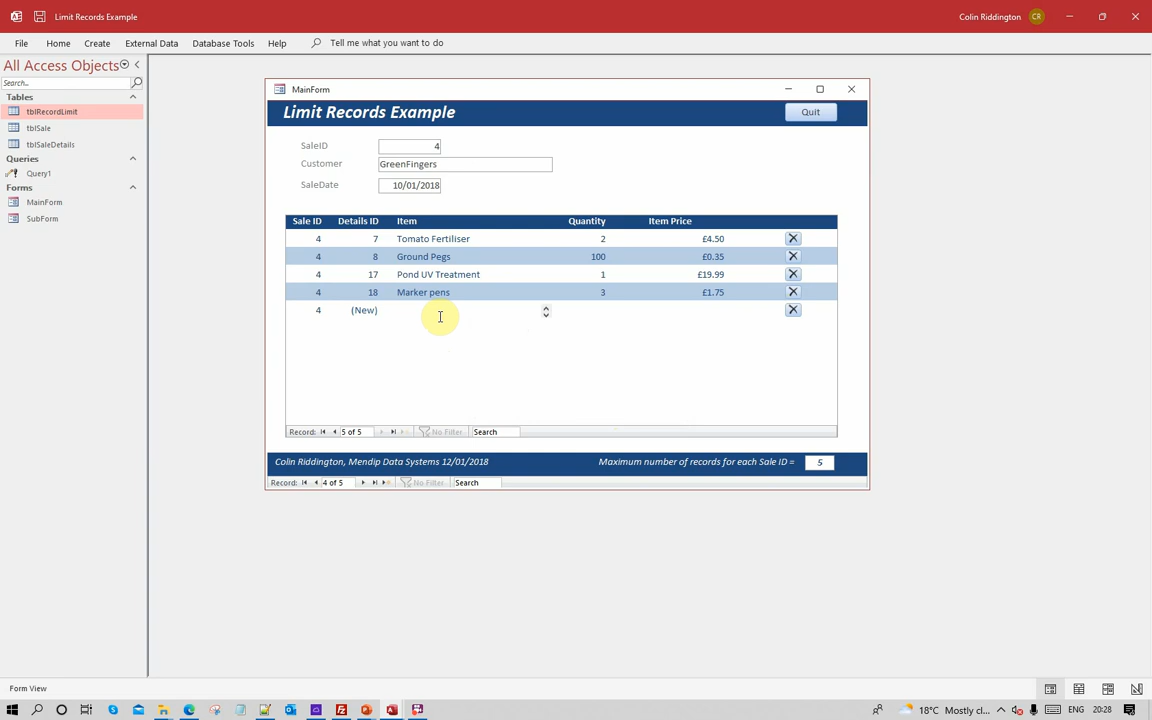 Limit Records Example
Colin Riddington CR
File Home Create External Data Database Tools Help Tell me what you want to do
All Access Objects
Search...
Tables
tblRecordLimit
tblSale
tblSaleDetails
Queries
Query1
Forms
MainForm
SubForm
MainForm
Limit Records Example Quit
SaleID 4
Customer GreenFingers
SaleDate 10/01/2018
Sale ID Details ID Item Quantity Item Price
4 7 Tomato Fertiliser 2 £4.50
4 8 Ground Pegs 100 £0.35
4 17 Pond UV Treatment 1 £19.99
4 18 Marker pens 3 £1.75
4 (New)
Record: 5 of 5 No Filter Search
Colin Riddington, Mendip Data Systems 12/01/2018 Maximum number of records for each Sale ID = 5
Record: 4 of 5 No Filter Search
Form View
18°C Mostly cl... ENG 20:28